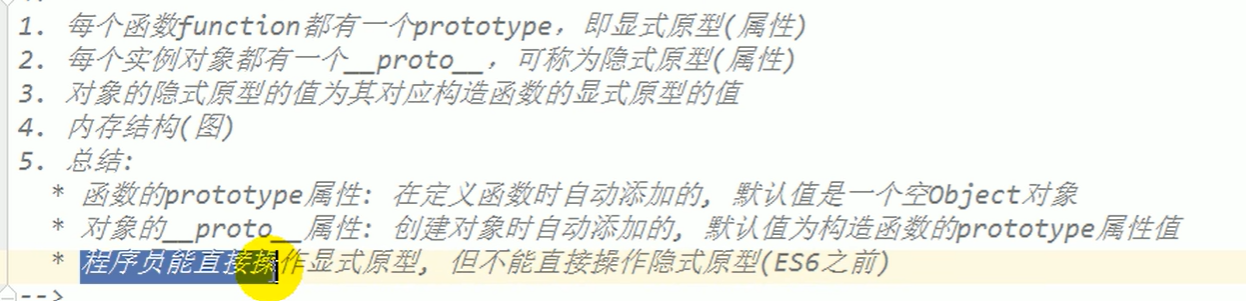 1. 每个函数function都有一个prototype，即显式原型(属性)
2. 每个实例对象都有一个__proto__，可称为隐式原型(属性)
3. 对象的隐式原型的值为其对应构造函数的显式原型的值
4. 内存结构(图)
5. 总结:
* 函数的prototype属性: 在定义函数时自动添加的, 默认值是一个空Object对象
* 对象的__proto__属性: 创建对象时自动添加的, 默认值为构造函数的prototype属性值
* 程序员能直接操作显式原型, 但不能直接操作隐式原型(ES6之前)
-->